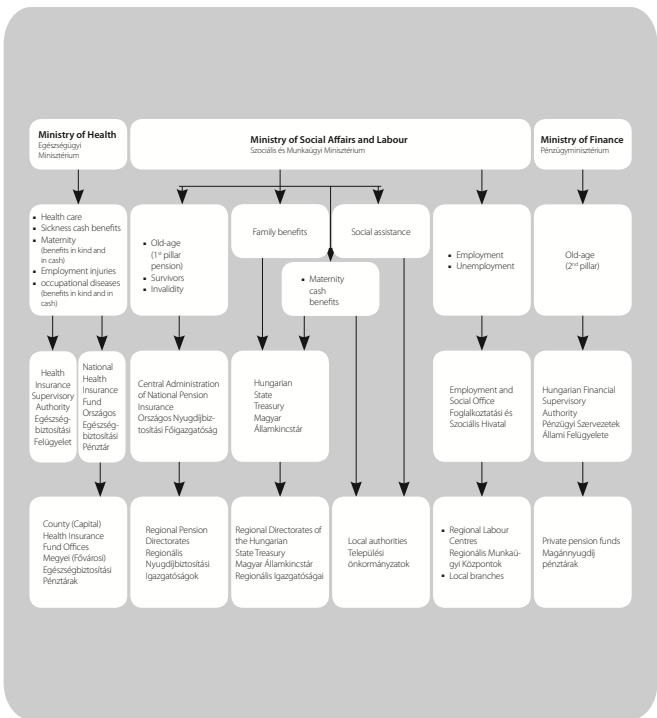 Ministry of Health
Egészségügyi
Minisztérium
Ministry of Social Affairs and Labour
Szociális és Munkaügyi Minisztérium
Ministry of Finance
Pénzügyminisztérium
▪ Health care
▪ Sickness cash benefits
▪ Maternity
(benefits in kind and
in cash)
▪ Employment injuries
▪ occupational diseases
(benefits in kind and in
cash)
▪ Old-age
(1st pillar
pension)
▪ Survivors
▪ Invalidity
Family benefits
Social assistance
▪ Maternity
cash
benefits
▪ Employment
▪ Unemployment
Old-age
(2nd pillar)
Health
Insurance
Supervisory
Authority
Egészség-
biztosítási
Felügyelet
National
Health
Insurance
Fund
Országos
Egészség-
biztosítási
Pénztár
Central Administration
of National Pension
Insurance
Országos Nyugdíjbiz-
tosítási Főigazgatóság
Hungarian
State
Treasury
Magyar
Államkincstár
Employment and
Social Office
Foglalkoztatási és
Szociális Hivatal
Hungarian Financial
Supervisory
Authority
Pénzügyi Szervezetek
Állami Felügyelete
County (Capital)
Health Insurance
Fund Offices
Megyei (Fővárosi)
Egészségbiztosítási
Pénztárak
Regional Pension
Directorates
Regionális
Nyugdíjbiztosítási
Igazgatóságok
Regional Directorates of
the Hungarian
State Treasury
Magyar Államkincstár
Regionális Igazgatóságai
Local authorities
Települési
önkormányzatok
▪ Regional Labour
Centres
Regionális Munkaü-
gyi Központok
▪ Local branches
Private pension funds
Magánnyugdíj
pénztárak